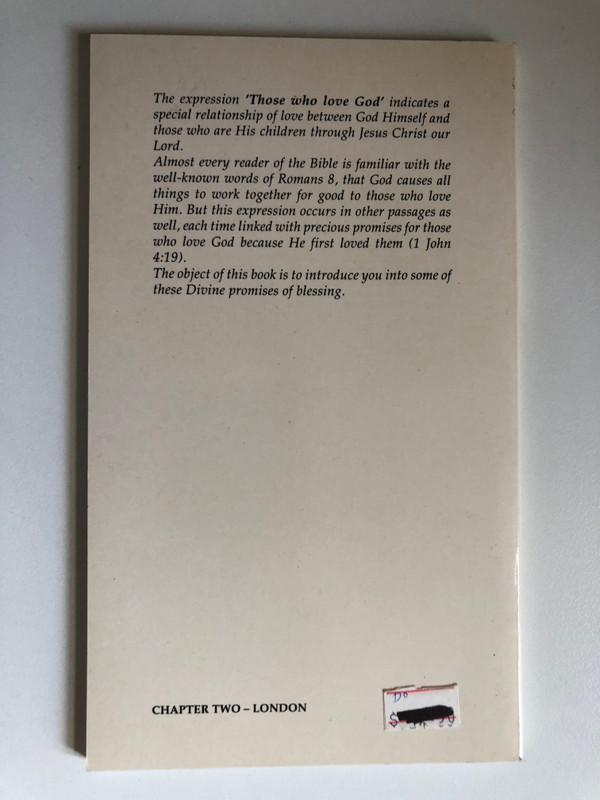 The expression 'Those who love God' indicates a
special relationship of love between God Himself and
those who are His children through Jesus Christ our
Lord.
Almost every reader of the Bible is familiar with the
well-known words of Romans 8, that God causes all
things to work together for good to those who love
Him. But this expression occurs in other passages as
well, each time linked with precious promises for those
who love God because He first loved them (1 John
4:19).
The object of this book is to introduce you into some of
these Divine promises of blessing.
CHAPTER TWO – LONDON
$